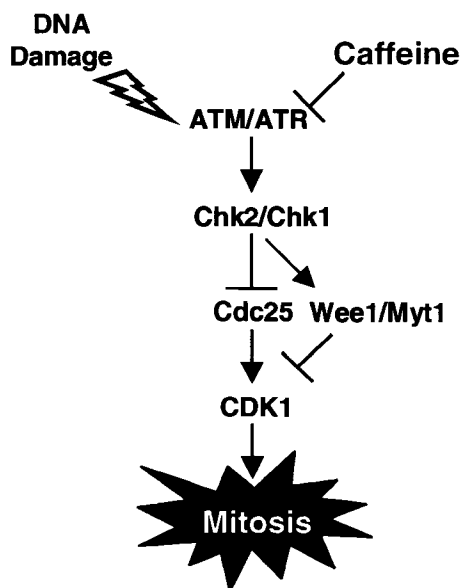 DNA
Damage
Caffeine
ATM/ATR
Chk2/Chk1
Cdc25
Wee1/Myt1
CDK1
Mitosis